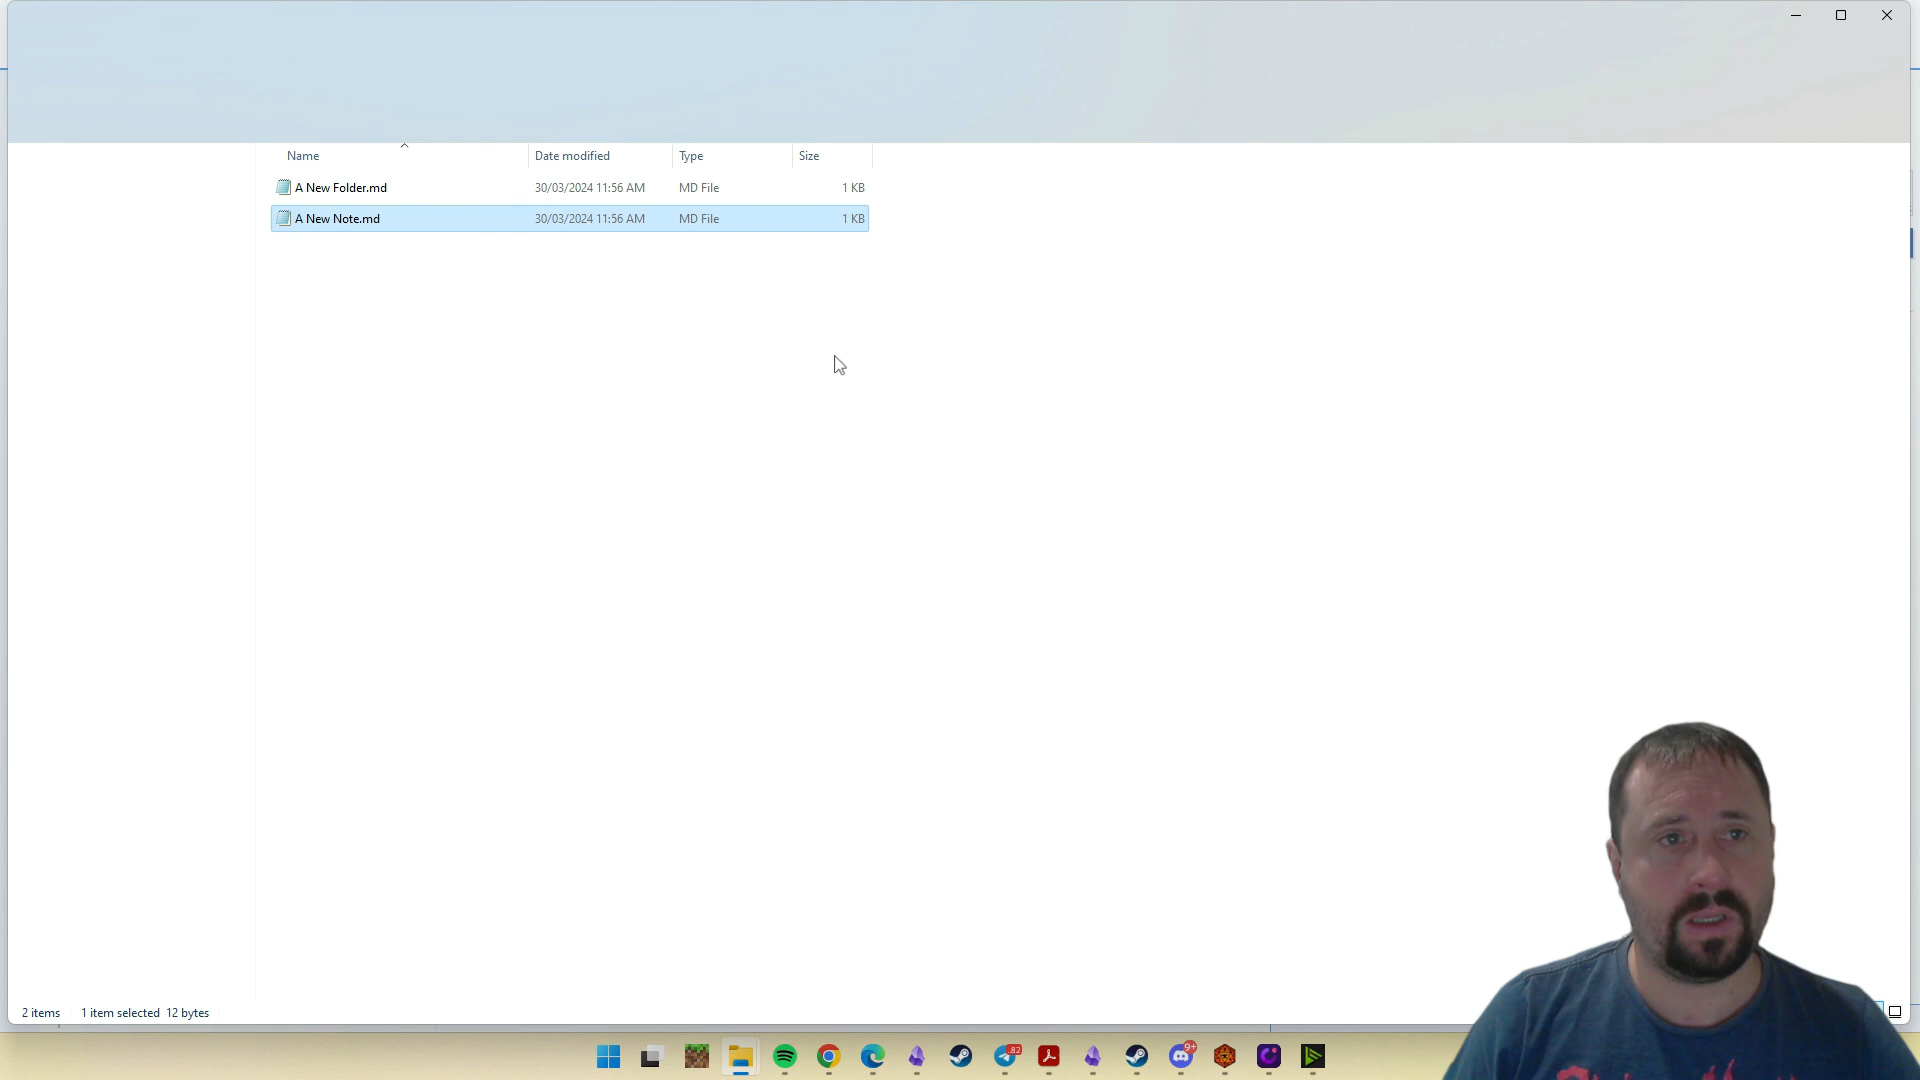 Name Date modified Type Size
A New Folder.md 30/03/2024 11:56 AM MD File 1 KB
A New Note.md 30/03/2024 11:56 AM MD File 1 KB
2 items 1 item selected 12 bytes
82
9+